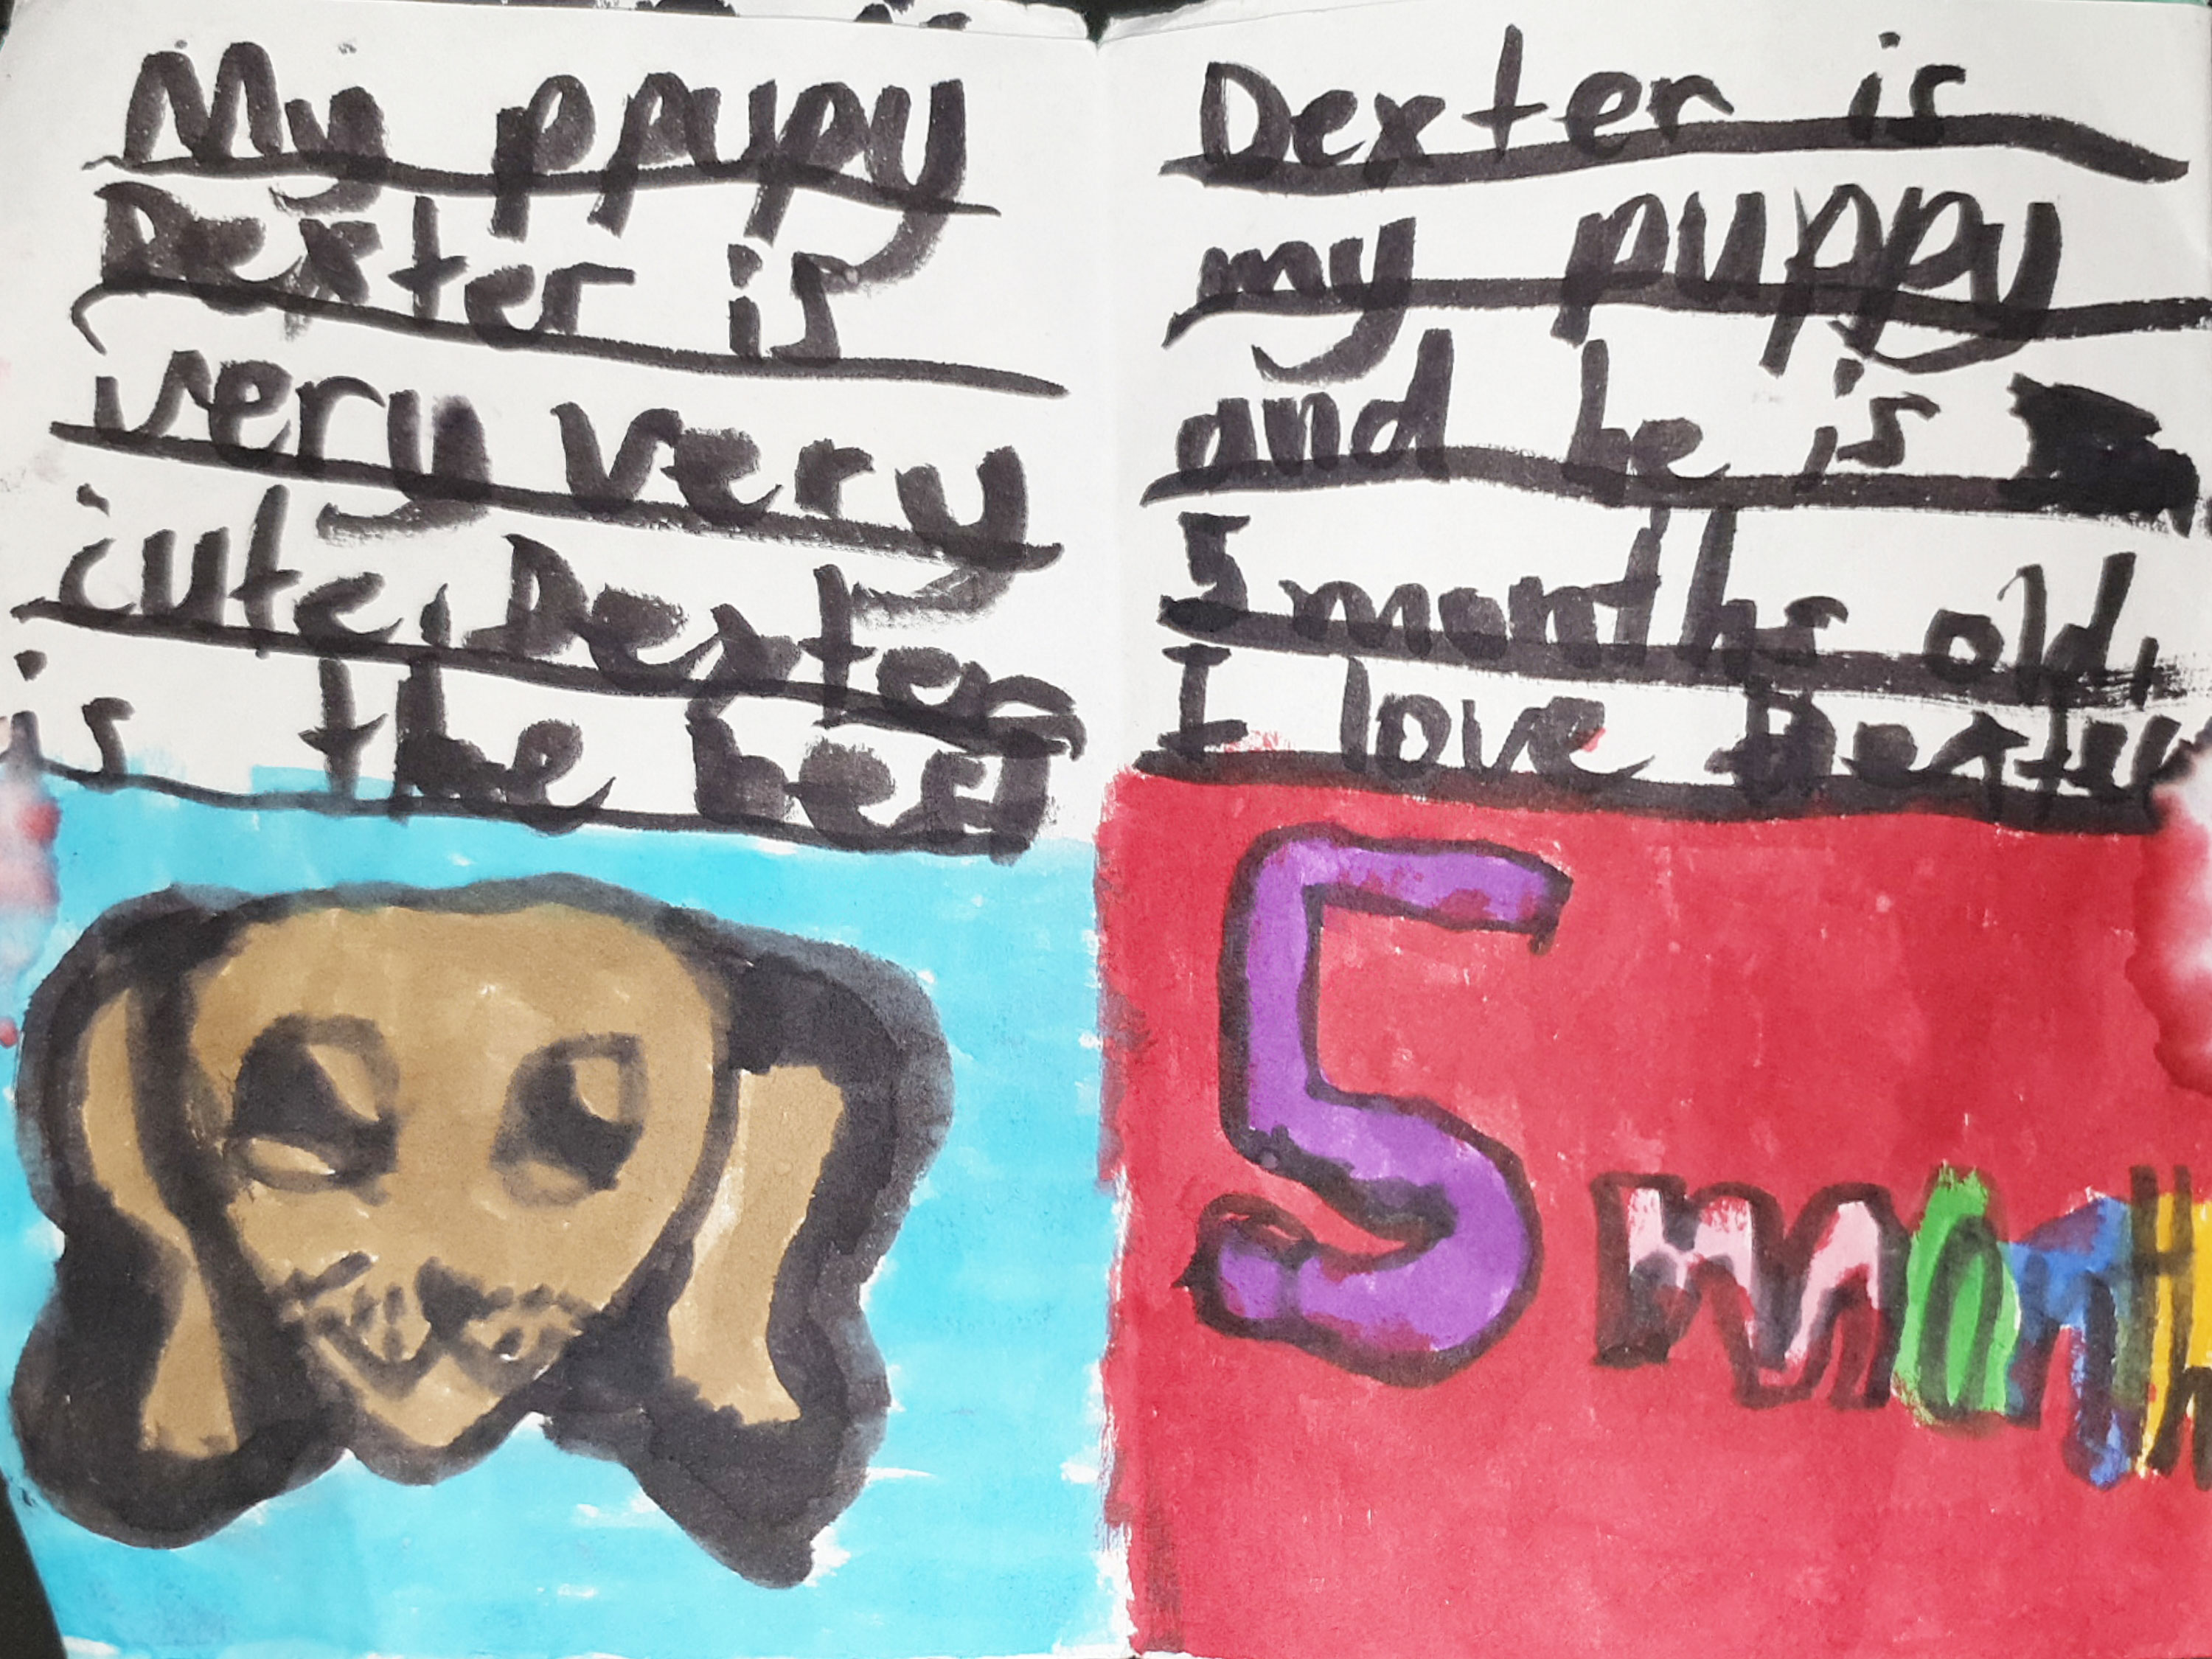 My ppupy
Dexter is
very very
cute. Dexter
is the best
Dexter is
my puppy
and he is
5 months old.
I love Dexter
5 month